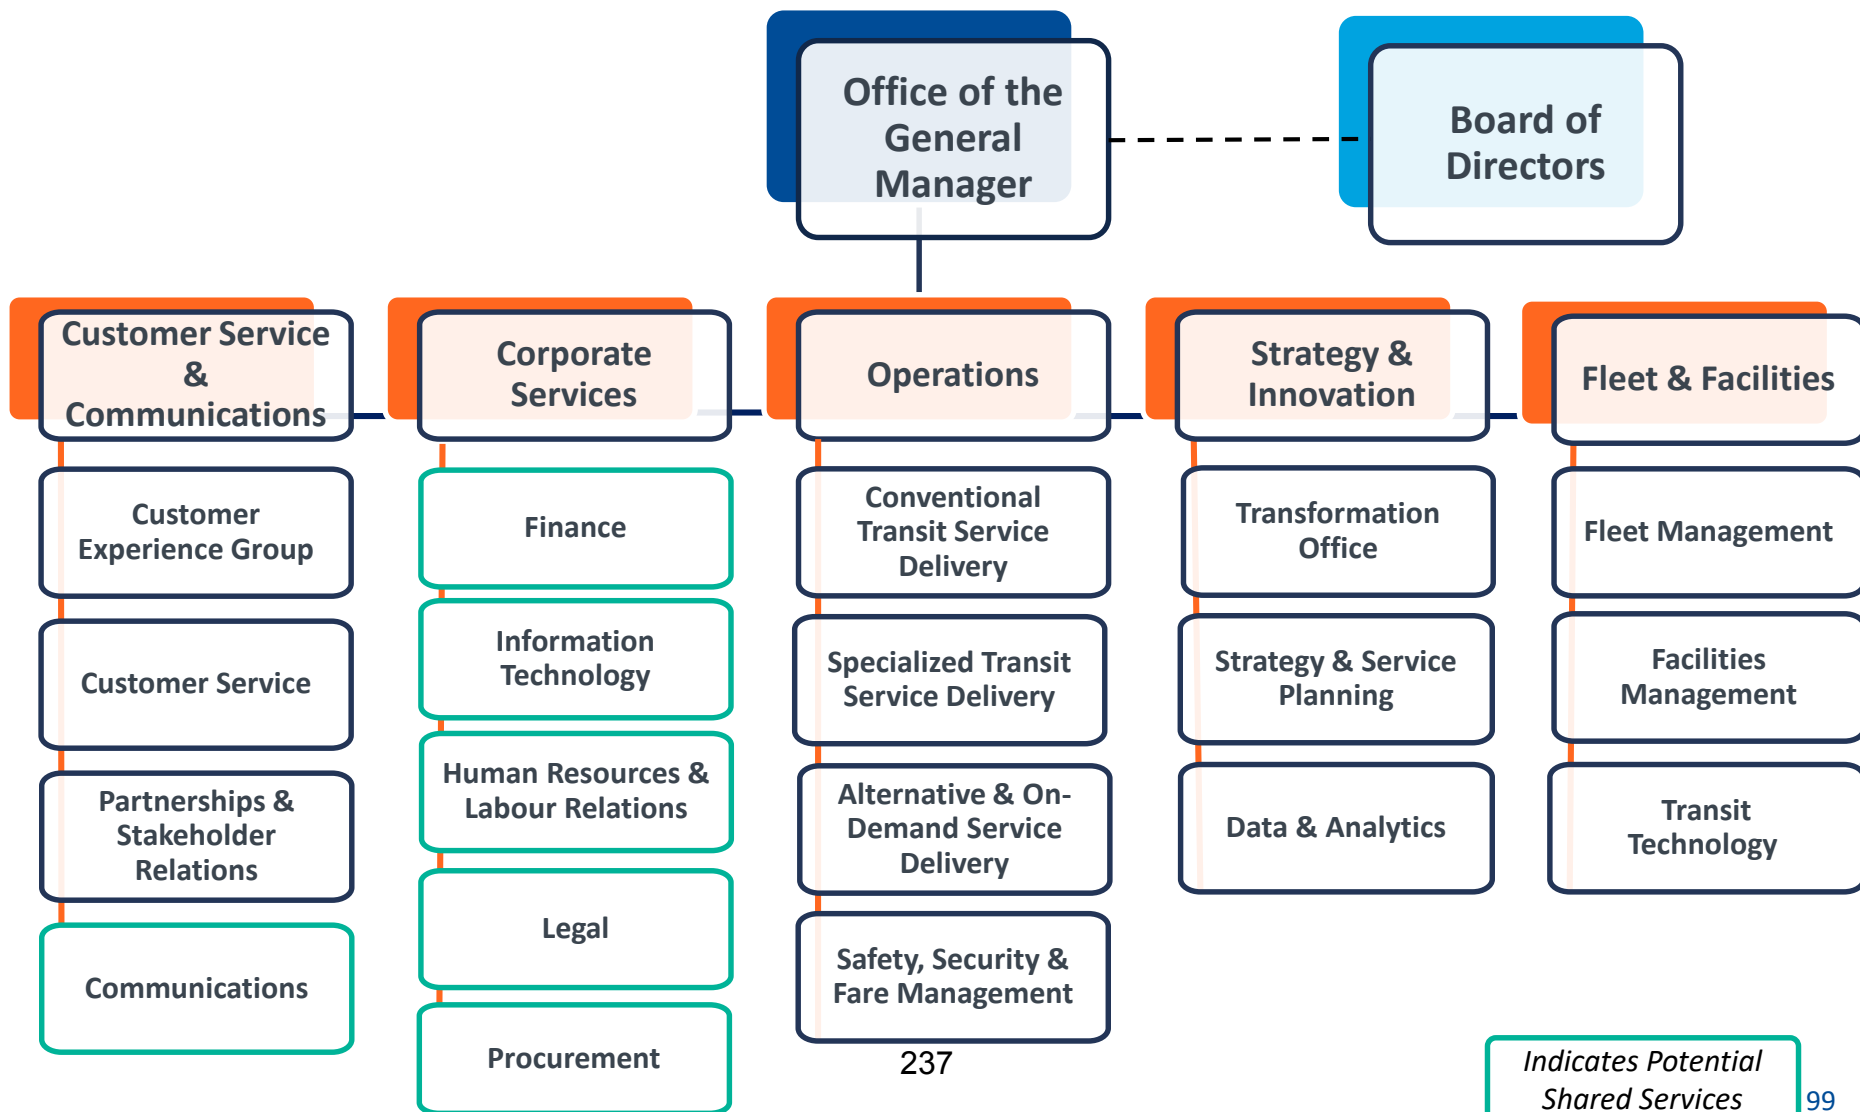 Office of the
General
Manager
Board of
Directors
Customer Service
&
Communications
Corporate
Services
Operations
Strategy &
Innovation
Fleet & Facilities
Customer
Experience Group
Customer Service
Partnerships &
Stakeholder
Relations
Communications
Finance
Information
Technology
Human Resources &
Labour Relations
Legal
Procurement
Conventional
Transit Service
Delivery
Specialized Transit
Service Delivery
Alternative & On-
Demand Service
Delivery
Safety, Security &
Fare Management
Transformation
Office
Strategy & Service
Planning
Data & Analytics
Fleet Management
Facilities
Management
Transit
Technology
237
Indicates Potential
Shared Services
99